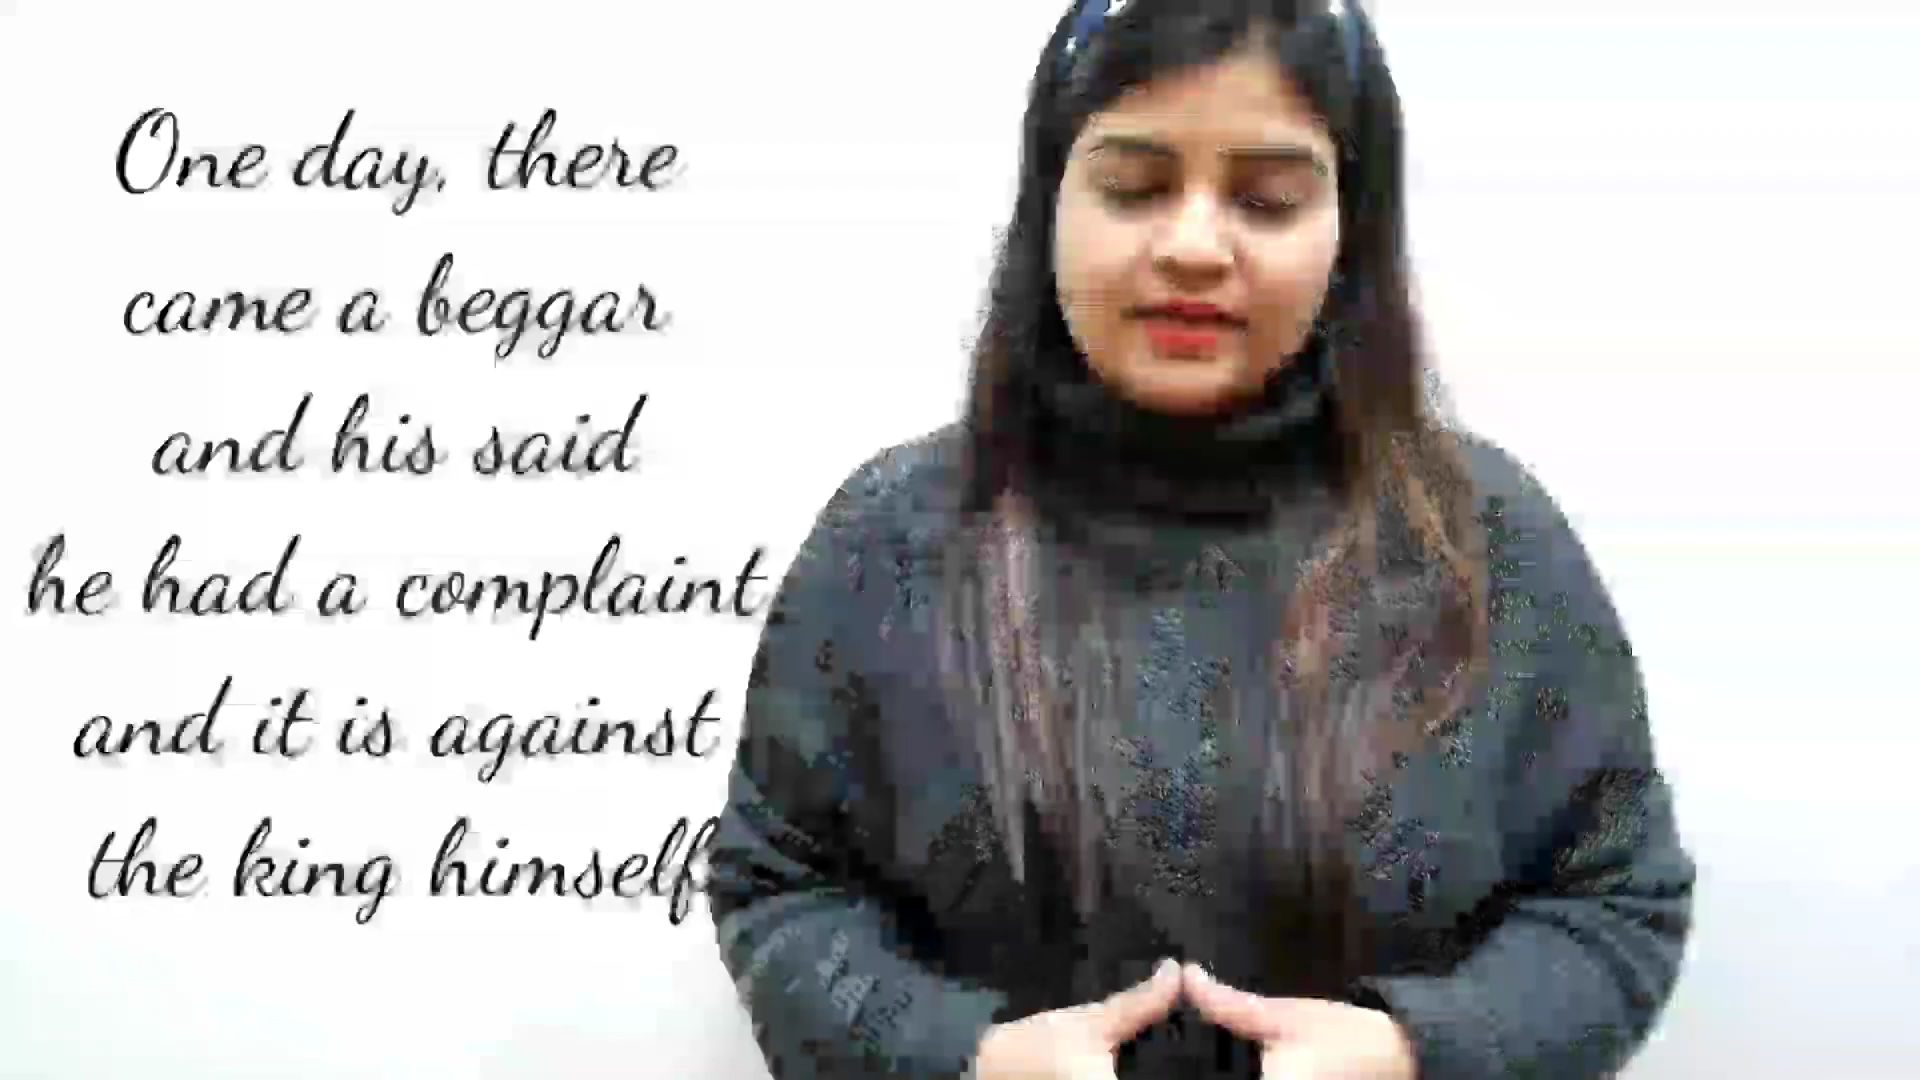 One day, there
came a beggar
and his said
he had a complaint
and it is against
the king himself